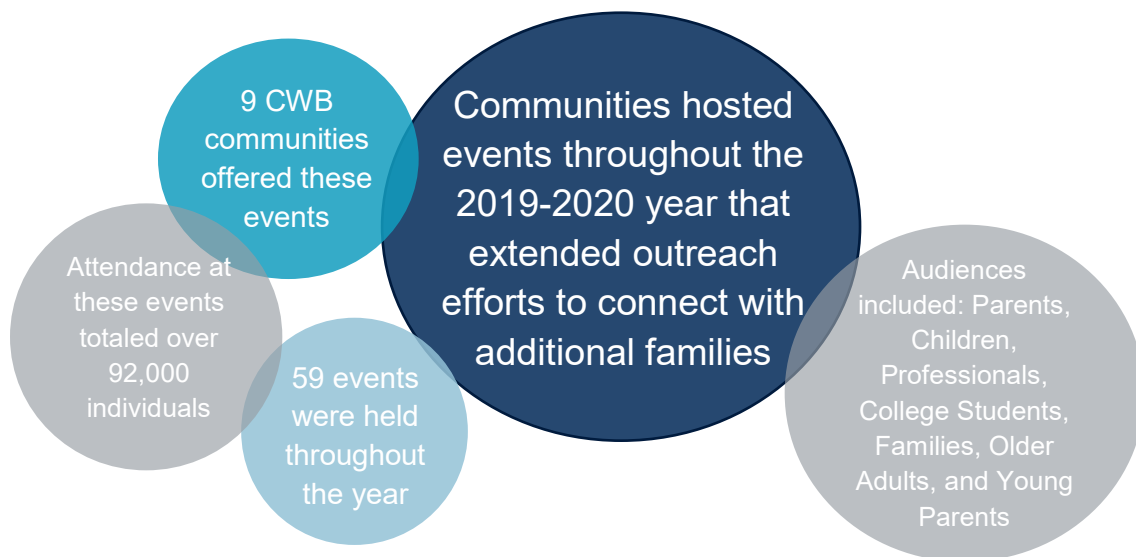 9 CWB
communities
offered these
events
Communities hosted
events throughout the
2019-2020 year that
extended outreach
efforts to connect with
additional families
Attendance at
these events
totaled over
92,000
individuals
59 events
were held
throughout
the year
Audiences
included: Parents,
Children,
Professionals,
College Students,
Families, Older
Adults, and Young
Parents